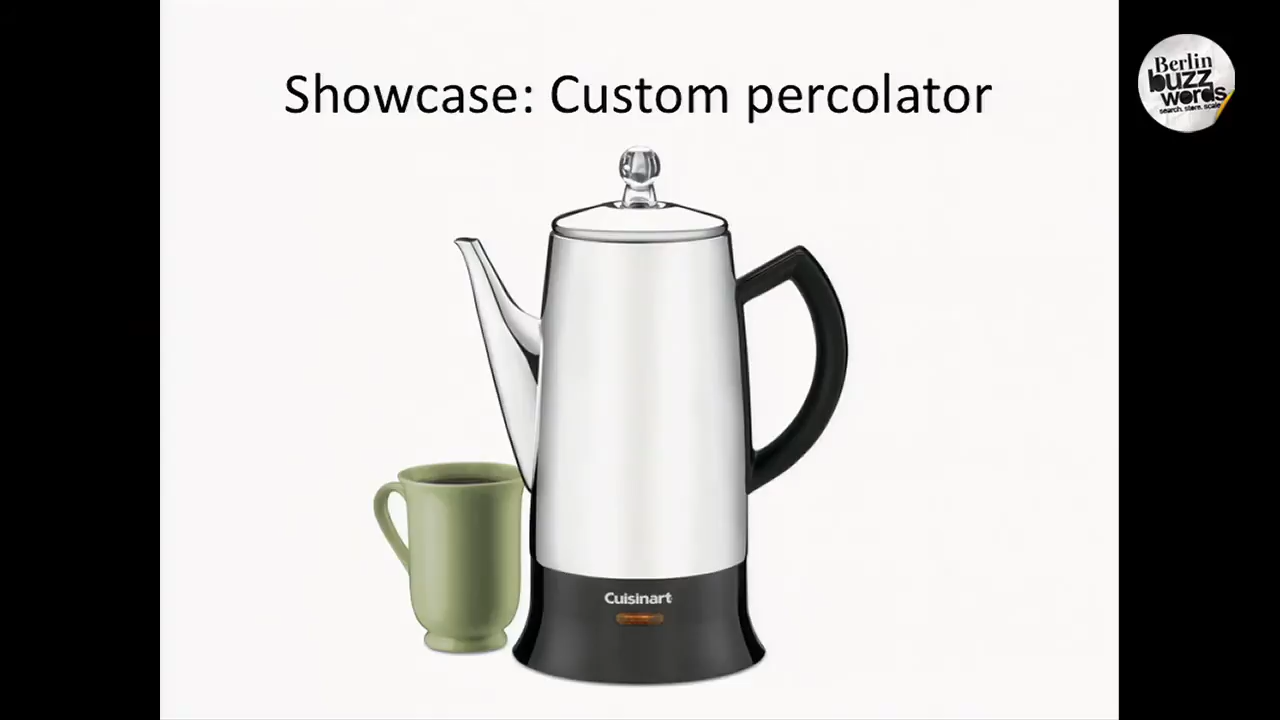 Showcase: Custom percolator
Berlin
buzz
words
search. store. scale
Cuisinart